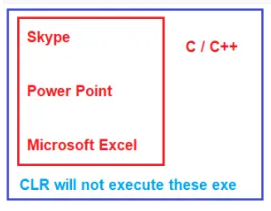 Skype
C / C++
Power Point
Microsoft Excel
CLR will not execute these exe